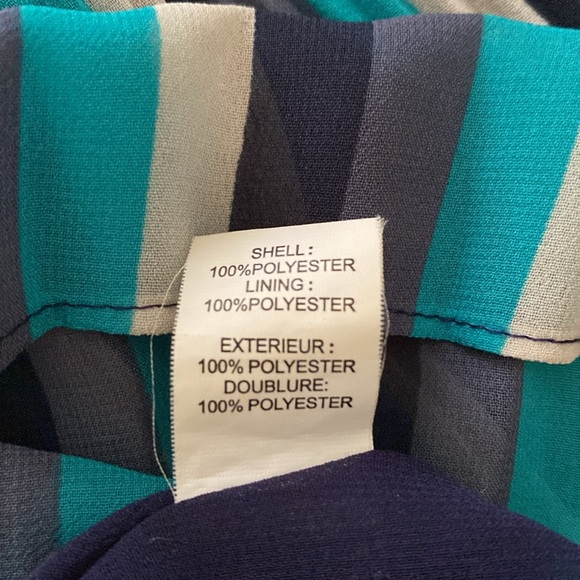 SHELL:
100%POLYESTER
LINING:
100%POLYESTER
EXTERIEUR:
100% POLYESTER
DOUBLURE:
100% POLYESTER